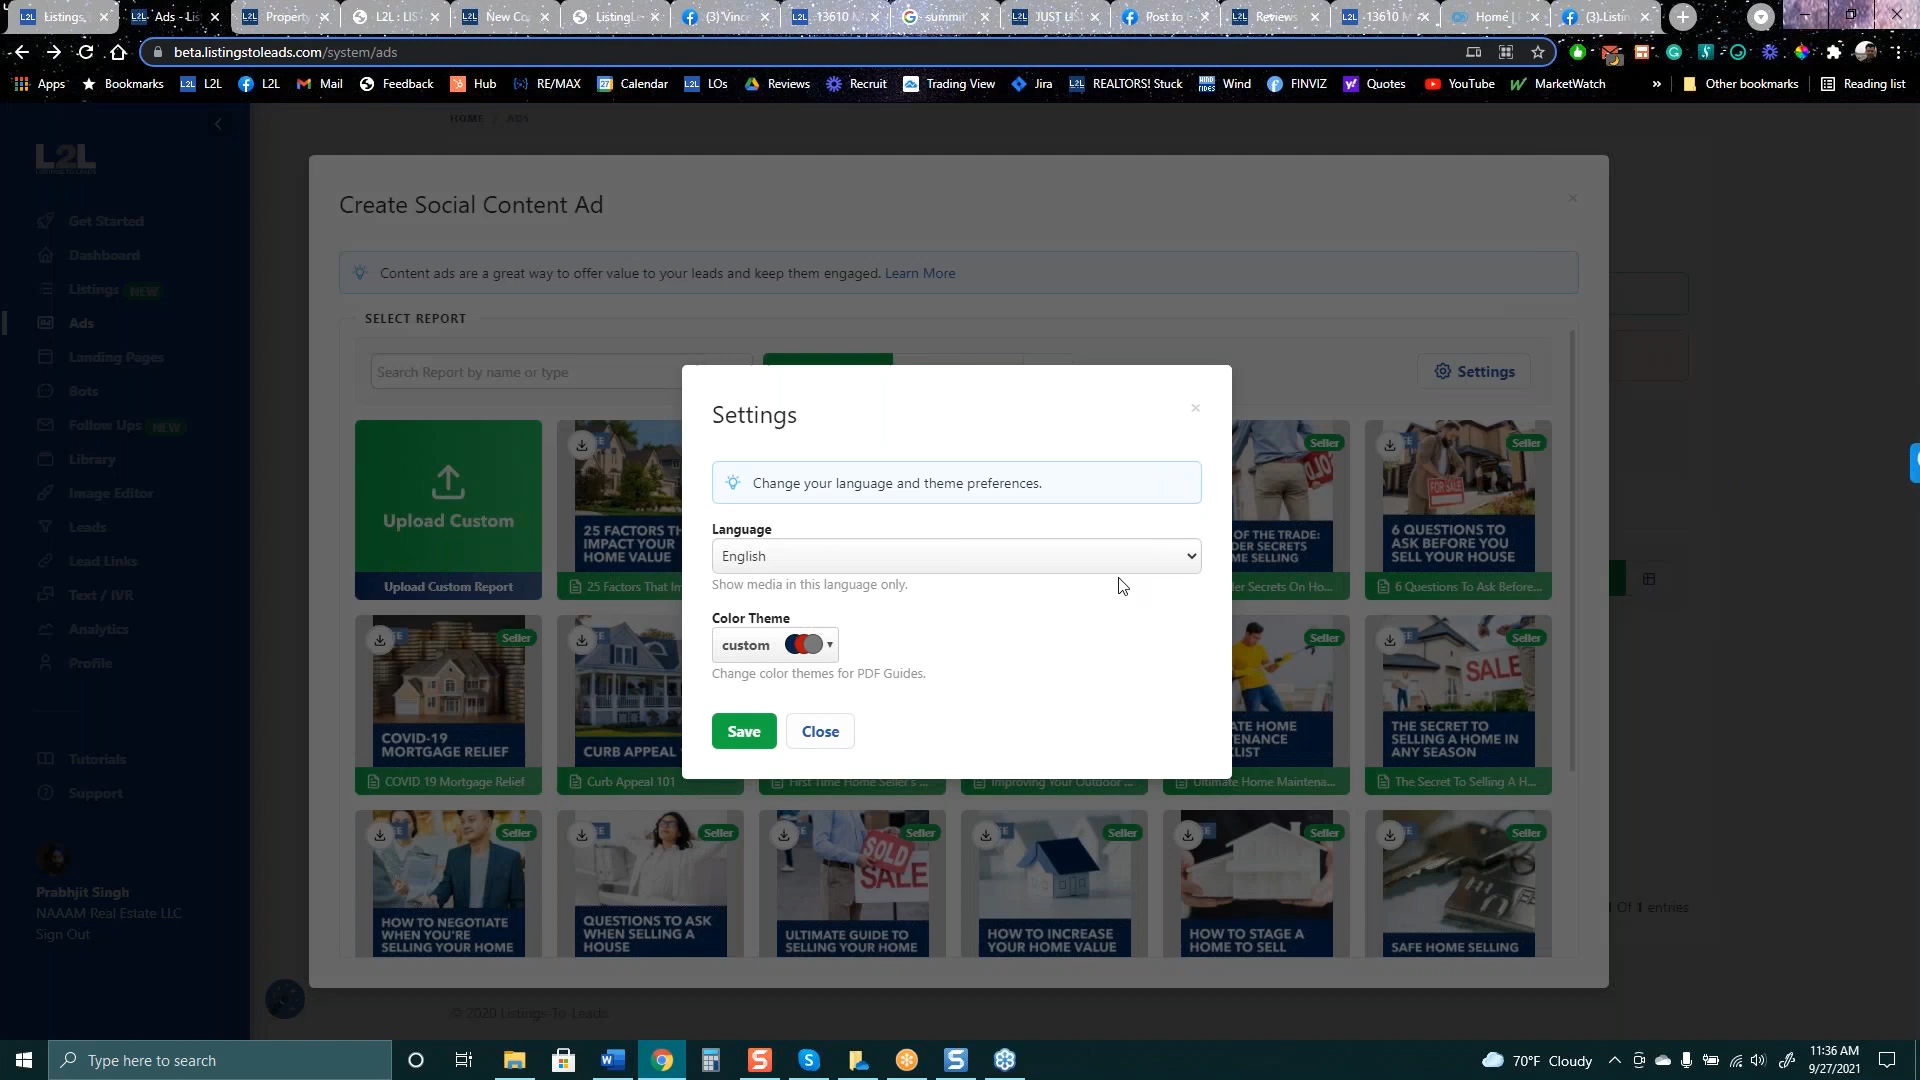 Listings
Ads - Lis
Property
L2L : LIS
New Co
ListingLe
(3) Vince
-13610 M
summit
JUST LIS
Post to F
Reviews
-13610 M
Home |
(3) Listin
beta.listingstoleads.com/system/ads
Apps
Bookmarks
L2L
L2L
Mail
Feedback
Hub
RE/MAX
Calendar
LOs
Reviews
Recruit
Trading View
Jira
REALTORS! Stuck
Wind
FINVIZ
Quotes
YouTube
MarketWatch
»
Other bookmarks
Reading list
HOME / ADS
L2L
LISTINGS TO LEADS
Get Started
Dashboard
Listings NEW
Ads
Landing Pages
Bots
Follow Ups NEW
Library
Image Editor
Leads
Lead Links
Text / IVR
Analytics
Profile
Tutorials
Support
Prabhjit Singh
NAAAM Real Estate LLC
Sign Out
Create Social Content Ad
×
Content ads are a great way to offer value to your leads and keep them engaged. Learn More
SELECT REPORT
Search Report by name or type
Settings
Upload Custom
Upload Custom Report
25 FACTORS TH
IMPACT YOUR
HOME VALUE
25 Factors That Im
Seller
SOLD
OF THE TRADE:
DER SECRETS
ME SELLING
ler Secrets On Ho...
Seller
FOR SALE
6 QUESTIONS TO
ASK BEFORE YOU
SELL YOUR HOUSE
6 Questions To Ask Before...
Seller
COVID-19
MORTGAGE RELIEF
COVID 19 Mortgage Relief
CURB APPEAL
Curb Appeal 101
First Time Home Seller's ...
Improving Your Outdoor ...
Seller
ATE HOME
TENANCE
LIST
Ultimate Home Maintena...
Seller
SALE
THE SECRET TO
SELLING A HOME IN
ANY SEASON
The Secret To Selling A H...
Seller
HOW TO NEGOTIATE
WHEN YOU'RE
SELLING YOUR HOME
Seller
QUESTIONS TO ASK
WHEN SELLING A
HOUSE
Seller
SOLD
SALE
ULTIMATE GUIDE TO
SELLING YOUR HOME
Seller
HOW TO INCREASE
YOUR HOME VALUE
Seller
HOW TO STAGE A
HOME TO SELL
Seller
SAFE HOME SELLING
Settings
×
Change your language and theme preferences.
Language
English
Show media in this language only.
Color Theme
custom
Change color themes for PDF Guides.
Save
Close
Of 1 entries
© 2020 Listings-To-Leads
Type here to search
70°F Cloudy
11:36 AM
9/27/2021